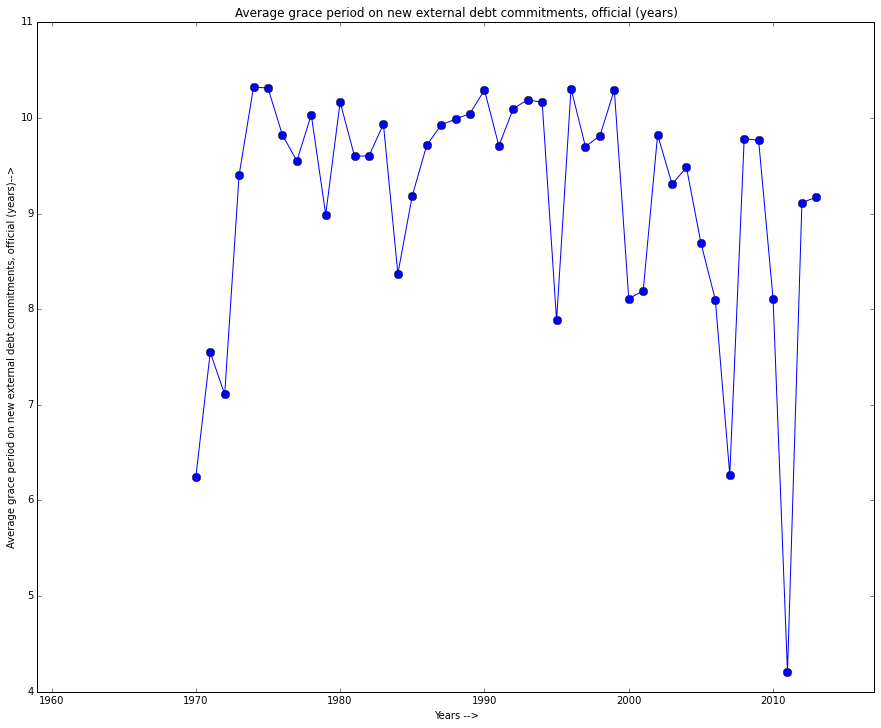 Average grace period on new external debt commitments, official (years)
11
10
9
8
7
6
5
4
Average grace period on new external debt commitments, official (years)-->
1960 1970 1980 1990 2000 2010
Years -->